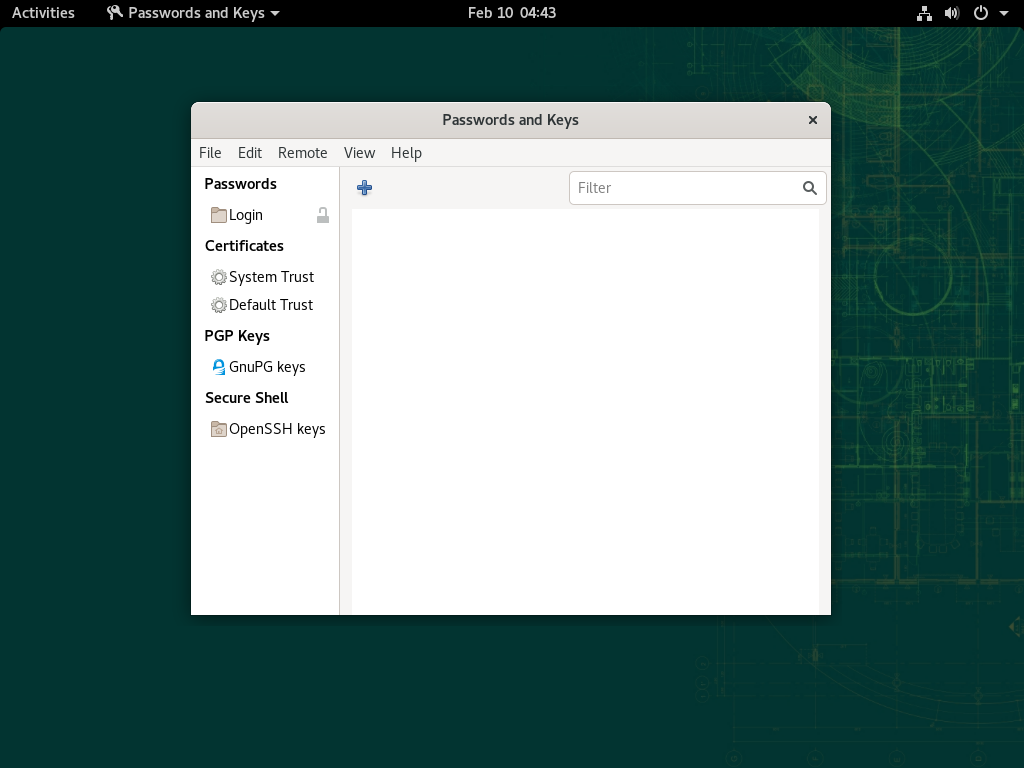 Activities Passwords and Keys Feb 10 04:43
Passwords and Keys
File Edit Remote View Help
Passwords
Filter
Login
Certificates
System Trust
Default Trust
PGP Keys
GnuPG keys
Secure Shell
OpenSSH keys